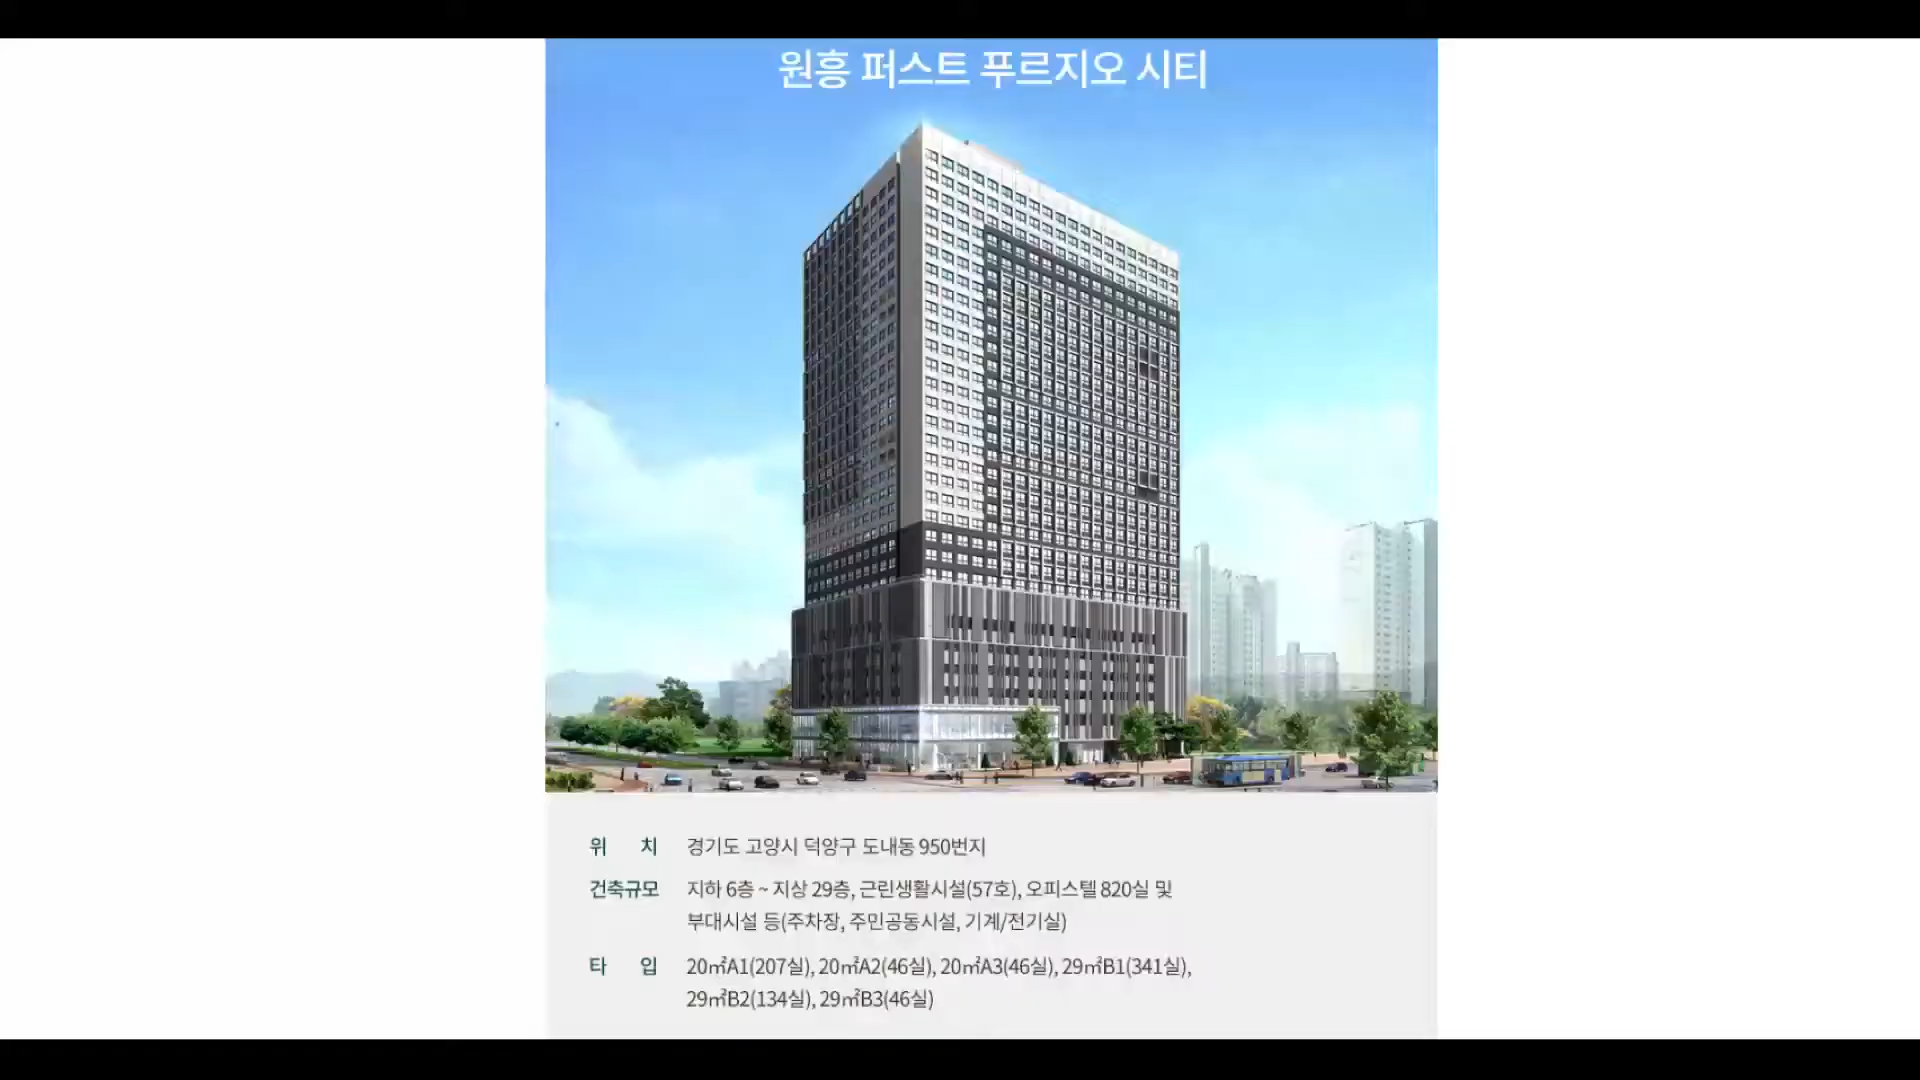 원흥 퍼스트 푸르지오 시티
위 치 경기도 고양시 덕양구 도내동 950번지
건축규모 지하 6층 ~ 지상 29층, 근린생활시설(57호), 오피스텔 820실 및
부대시설 등(주차장, 주민공동시설, 기계/전기실)
타 입 20㎡A1(207실), 20㎡A2(46실), 20㎡A3(46실), 29㎡B1(341실),
29㎡B2(134실), 29㎡B3(46실)